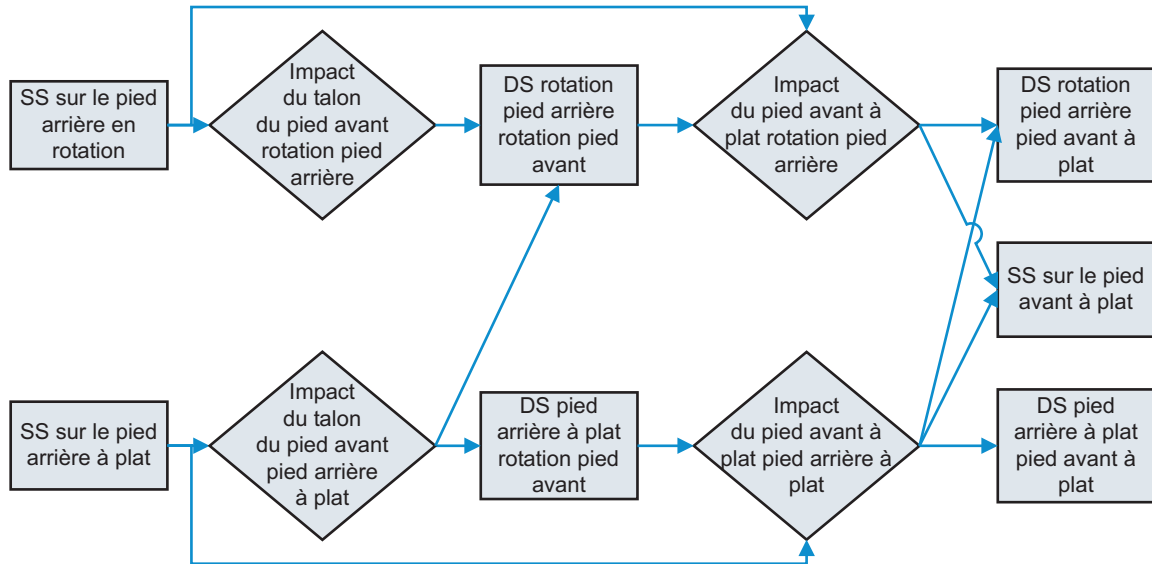 SS sur le pied
arrière en
rotation
Impact
du talon
du pied avant
rotation pied
arrière
DS rotation
pied arrière
rotation pied
avant
Impact
du pied avant à
plat rotation pied
arrière
DS rotation
pied arrière
pied avant à
plat
SS sur le pied
avant à plat
SS sur le pied
arrière à plat
Impact
du talon
du pied avant
pied arrière
à plat
DS pied
arrière à plat
rotation pied
avant
Impact
du pied avant à
plat pied arrière à
plat
DS pied
arrière à plat
pied avant à
plat